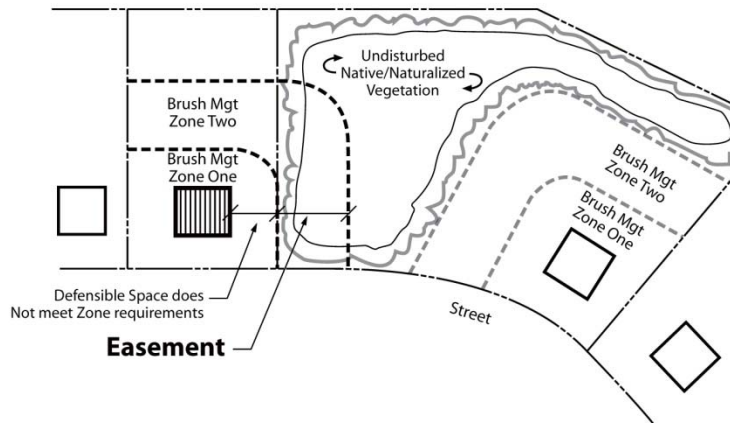 Undisturbed
Native/Naturalized
Vegetation
Brush Mgt
Zone Two
Brush Mgt
Zone One
Brush Mgt
Zone Two
Brush Mgt
Zone One
Defensible Space does
Not meet Zone requirements
Street
Easement